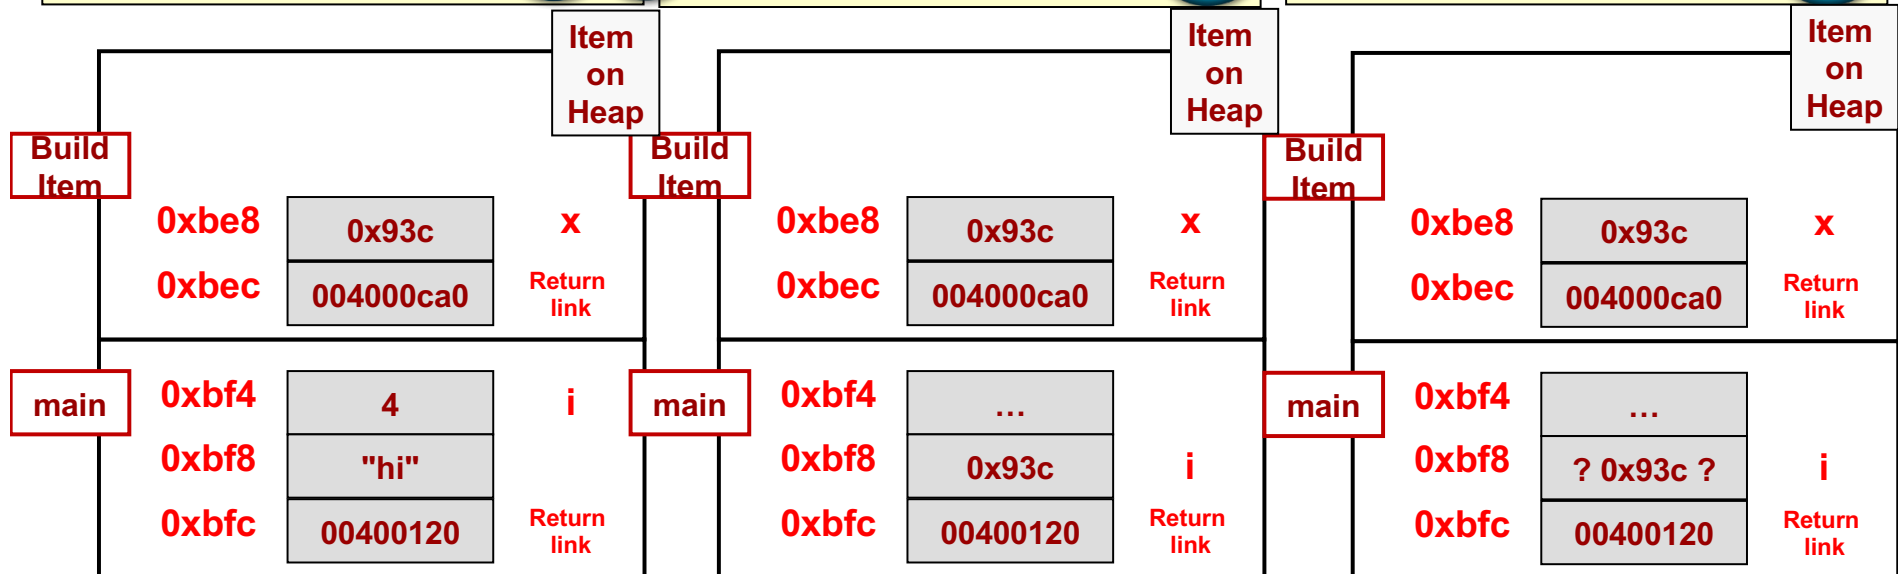 Item
on
Heap
Build
Item
0xbe8 0x93c x
0xbec 004000ca0 Return
link
main 0xbf4 4 i
0xbf8 "hi"
0xbfc 00400120 Return
link
Item
on
Heap
Build
Item
0xbe8 0x93c x
0xbec 004000ca0 Return
link
main 0xbf4 …
0xbf8 0x93c i
0xbfc 00400120 Return
link
Item
on
Heap
Build
Item
0xbe8 0x93c x
0xbec 004000ca0 Return
link
main 0xbf4 …
0xbf8 ? 0x93c ? i
0xbfc 00400120 Return
link